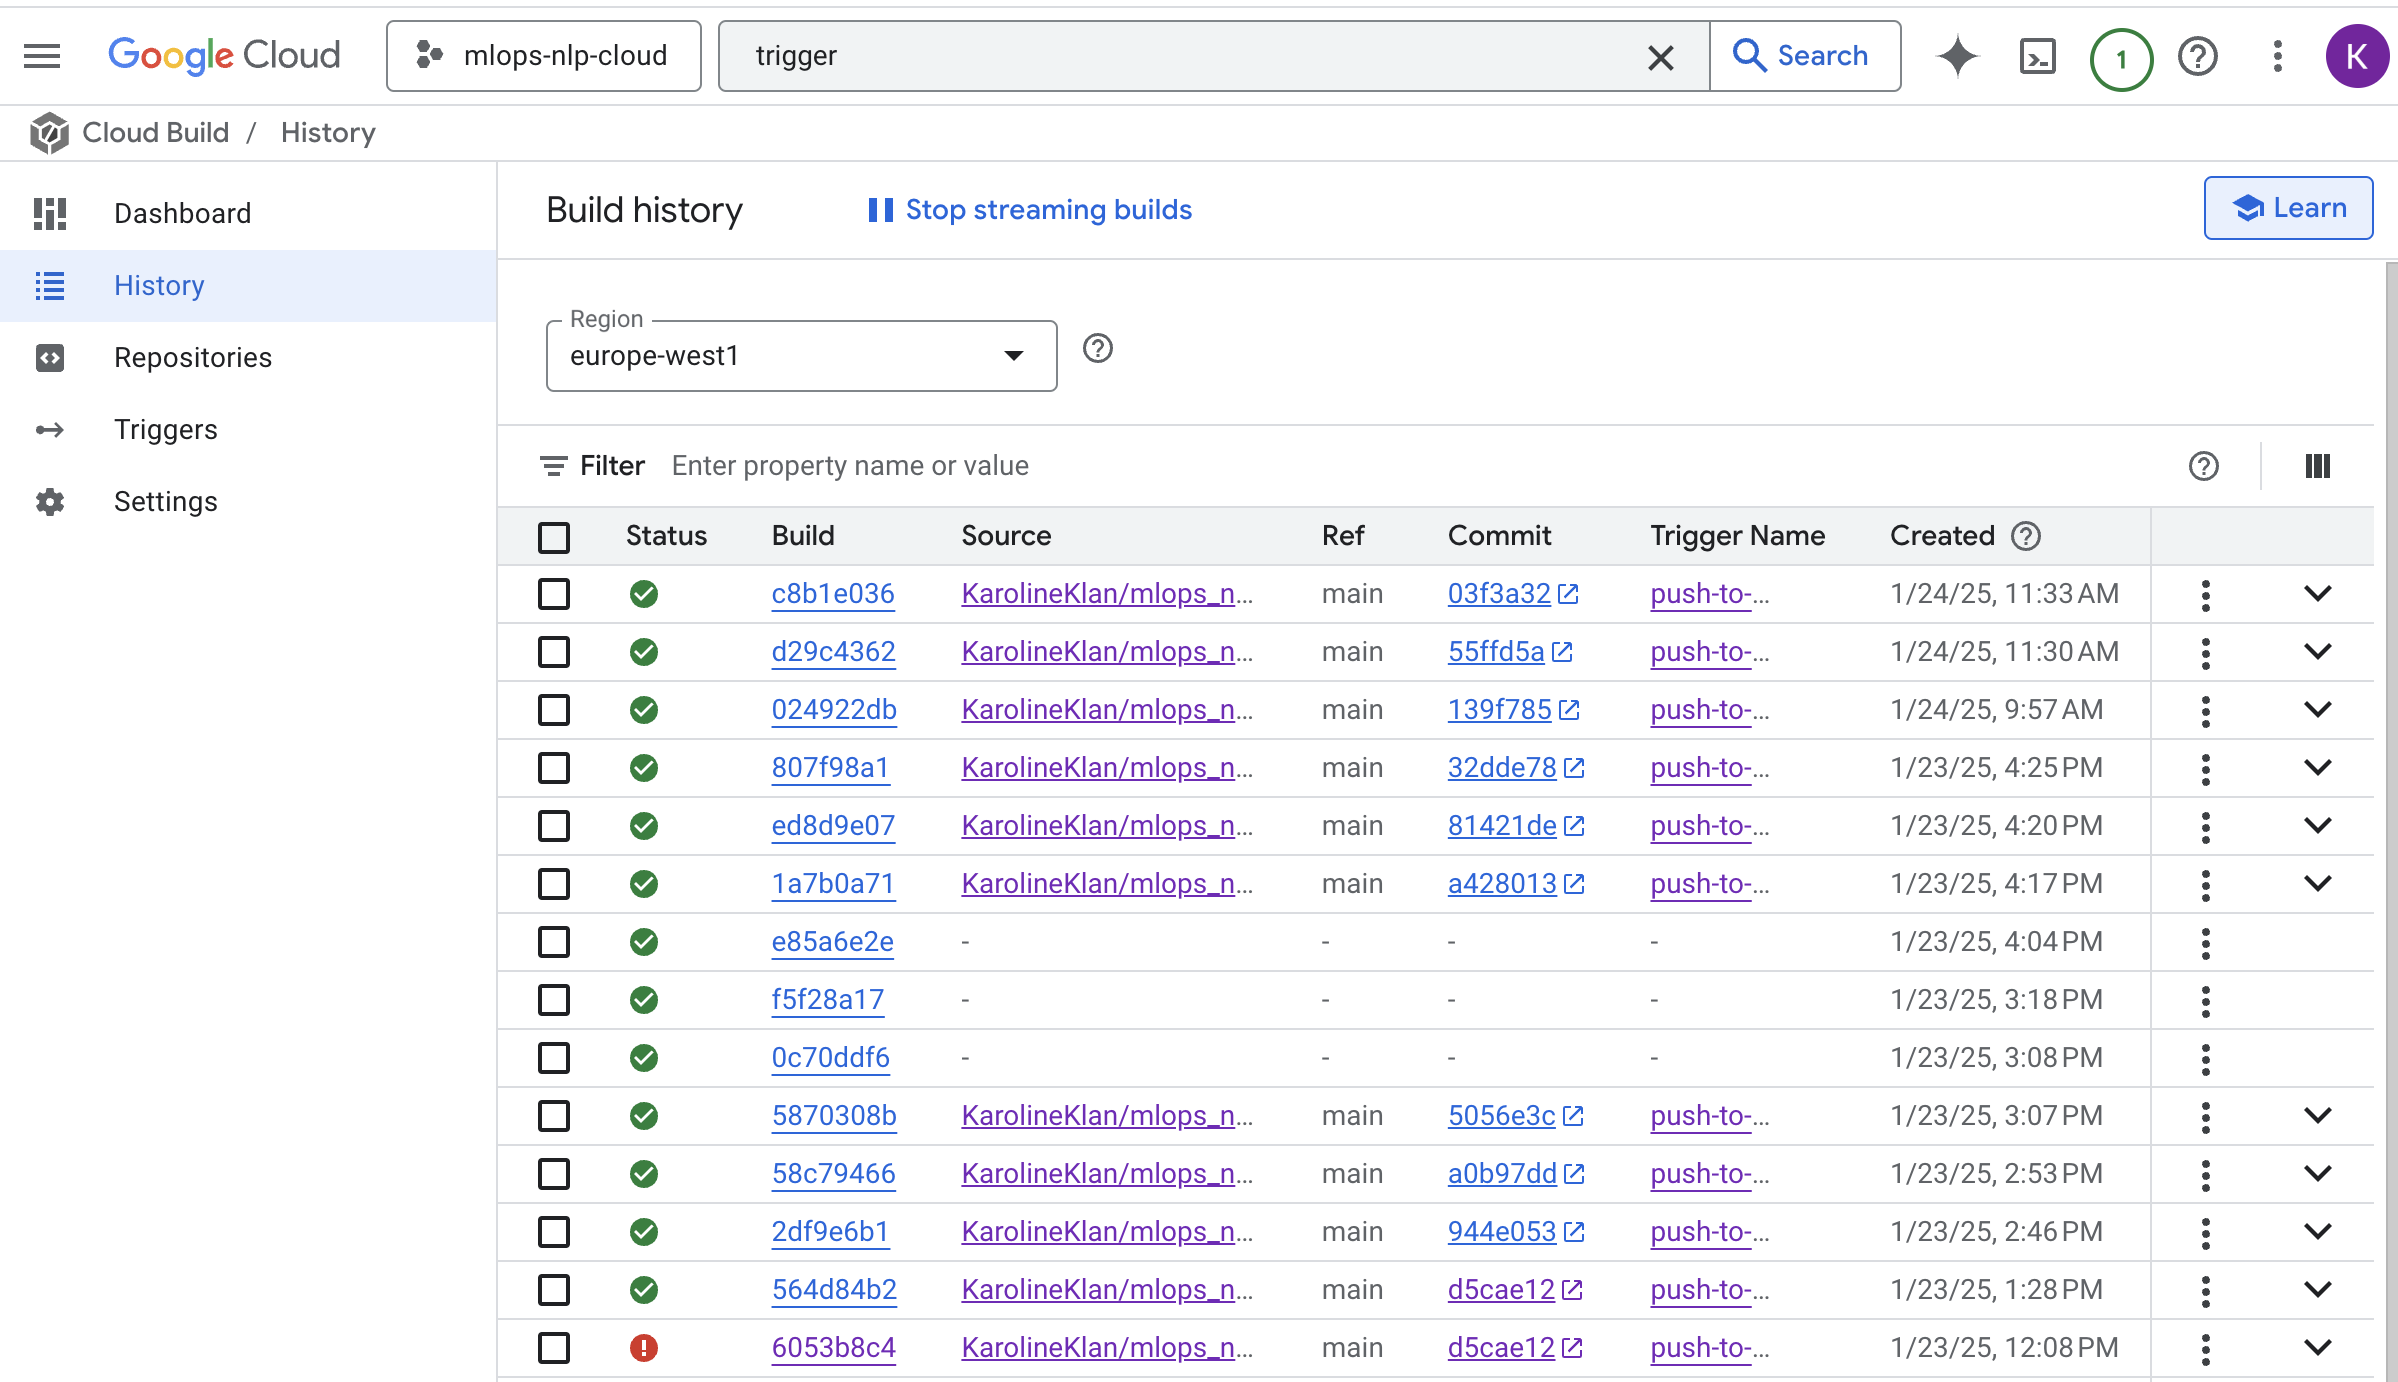 Google Cloud mlops-nlp-cloud trigger Search 1 K
Cloud Build / History
Dashboard
History
Repositories
Triggers
Settings
Build history Stop streaming builds Learn
Region
europe-west1
Filter Enter property name or value
Status Build Source Ref Commit Trigger Name Created
c8b1e036 KarolineKlan/mlops_n... main 03f3a32 push-to-... 1/24/25, 11:33 AM
d29c4362 KarolineKlan/mlops_n... main 55ffd5a push-to-... 1/24/25, 11:30 AM
024922db KarolineKlan/mlops_n... main 139f785 push-to-... 1/24/25, 9:57 AM
807f98a1 KarolineKlan/mlops_n... main 32dde78 push-to-... 1/23/25, 4:25 PM
ed8d9e07 KarolineKlan/mlops_n... main 81421de push-to-... 1/23/25, 4:20 PM
1a7b0a71 KarolineKlan/mlops_n... main a428013 push-to-... 1/23/25, 4:17 PM
e85a6e2e - - - - 1/23/25, 4:04 PM
f5f28a17 - - - - 1/23/25, 3:18 PM
0c70ddf6 - - - - 1/23/25, 3:08 PM
5870308b KarolineKlan/mlops_n... main 5056e3c push-to-... 1/23/25, 3:07 PM
58c79466 KarolineKlan/mlops_n... main a0b97dd push-to-... 1/23/25, 2:53 PM
2df9e6b1 KarolineKlan/mlops_n... main 944e053 push-to-... 1/23/25, 2:46 PM
564d84b2 KarolineKlan/mlops_n... main d5cae12 push-to-... 1/23/25, 1:28 PM
6053b8c4 KarolineKlan/mlops_n... main d5cae12 push-to-... 1/23/25, 12:08 PM